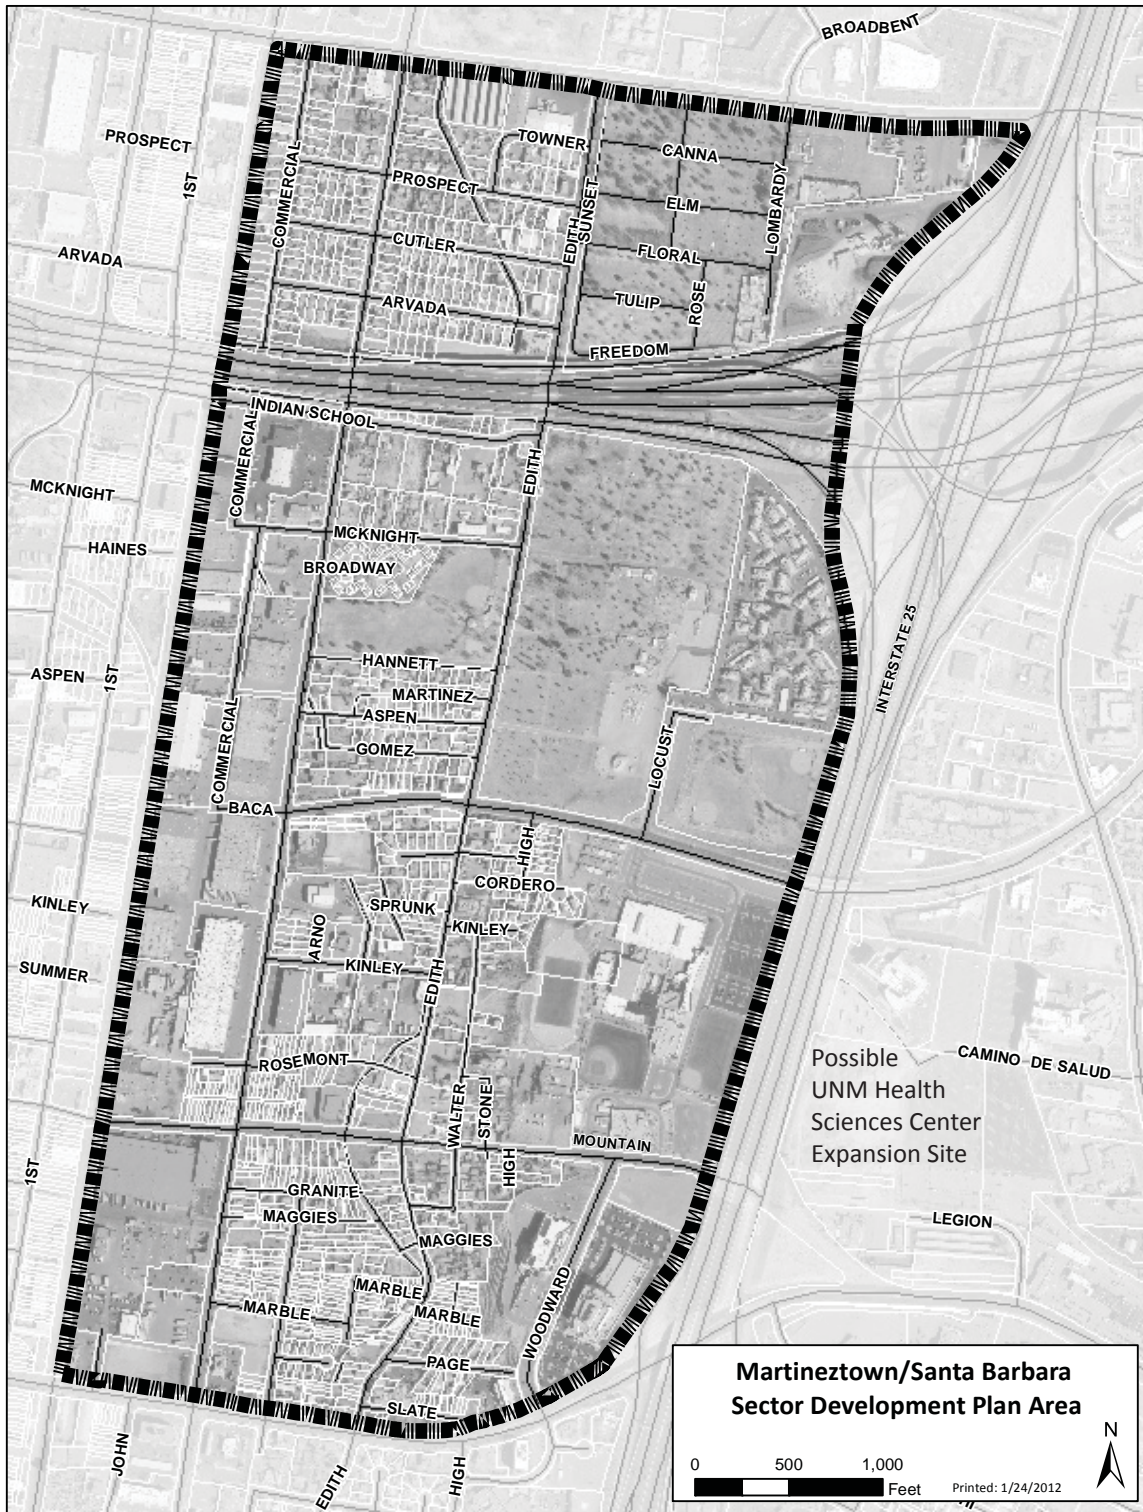 BROADBENT
TOWNER
PROSPECT
CANNA
COMMERCIAL
1ST
PROSPECT
ELM
LOMBARDY
EDITH
SUNSET
CUTLER
FLORAL
ARVADA
ARVADA
TULIP
ROSE
FREEDOM
INDIAN SCHOOL
COMMERCIAL
EDITH
MCKNIGHT
MCKNIGHT
HAINES
BROADWAY
INTERSTATE 25
HANNETT
ASPEN
1ST
MARTINEZ
ASPEN
GOMEZ
COMMERCIAL
LOCUST
BACA
HIGH
CORDERO
KINLEY
SPRUNK
KINLEY
ARNO
KINLEY
EDITH
SUMMER
ROSEMONT
Possible
UNM Health
Sciences Center
Expansion Site
CAMINO DE SALUD
WALTER
STONE
MOUNTAIN
HIGH
1ST
GRANITE
MAGGIES
MAGGIES
LEGION
MARBLE
MARBLE
MARBLE
WOODWARD
PAGE
SLATE
JOHN
EDITH
HIGH
Martineztown/Santa Barbara
Sector Development Plan Area
N
0 500 1,000
Feet
Printed: 1/24/2012